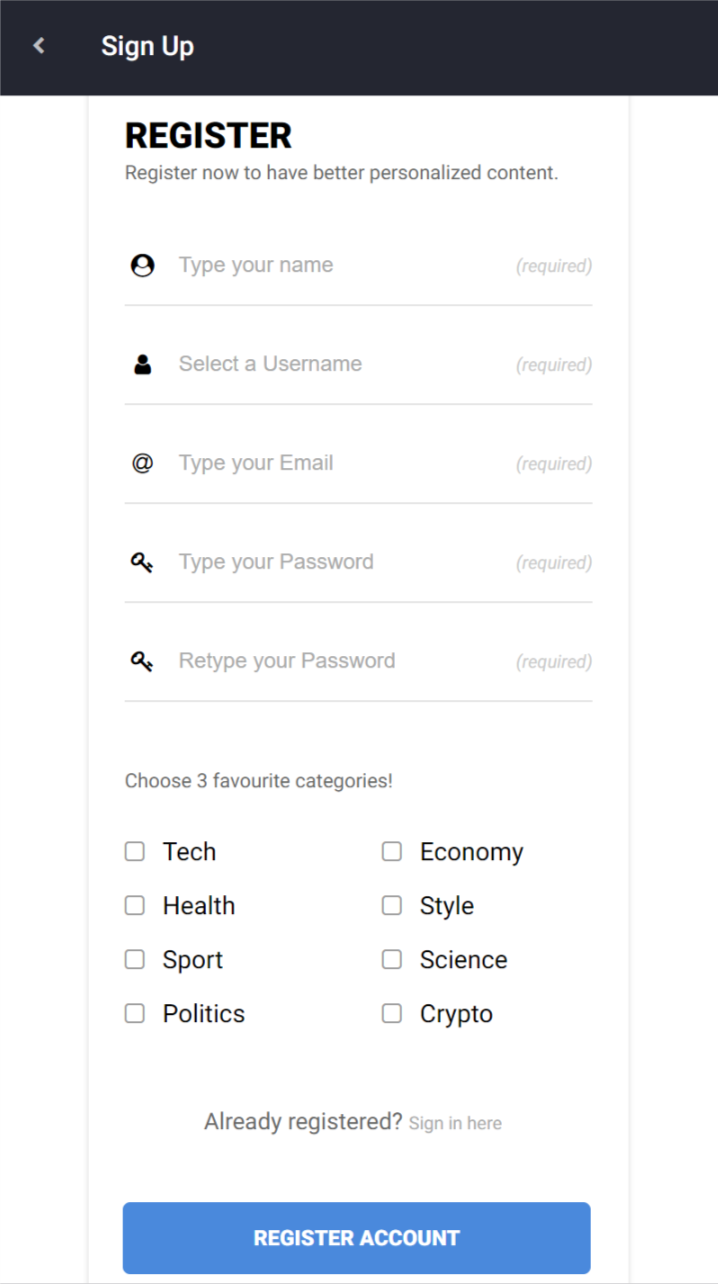 Sign Up
REGISTER
Register now to have better personalized content.
Type your name (required)
Select a Username (required)
@ Type your Email (required)
Type your Password (required)
Retype your Password (required)
Choose 3 favourite categories!
Tech Economy
Health Style
Sport Science
Politics Crypto
Already registered? Sign in here
REGISTER ACCOUNT